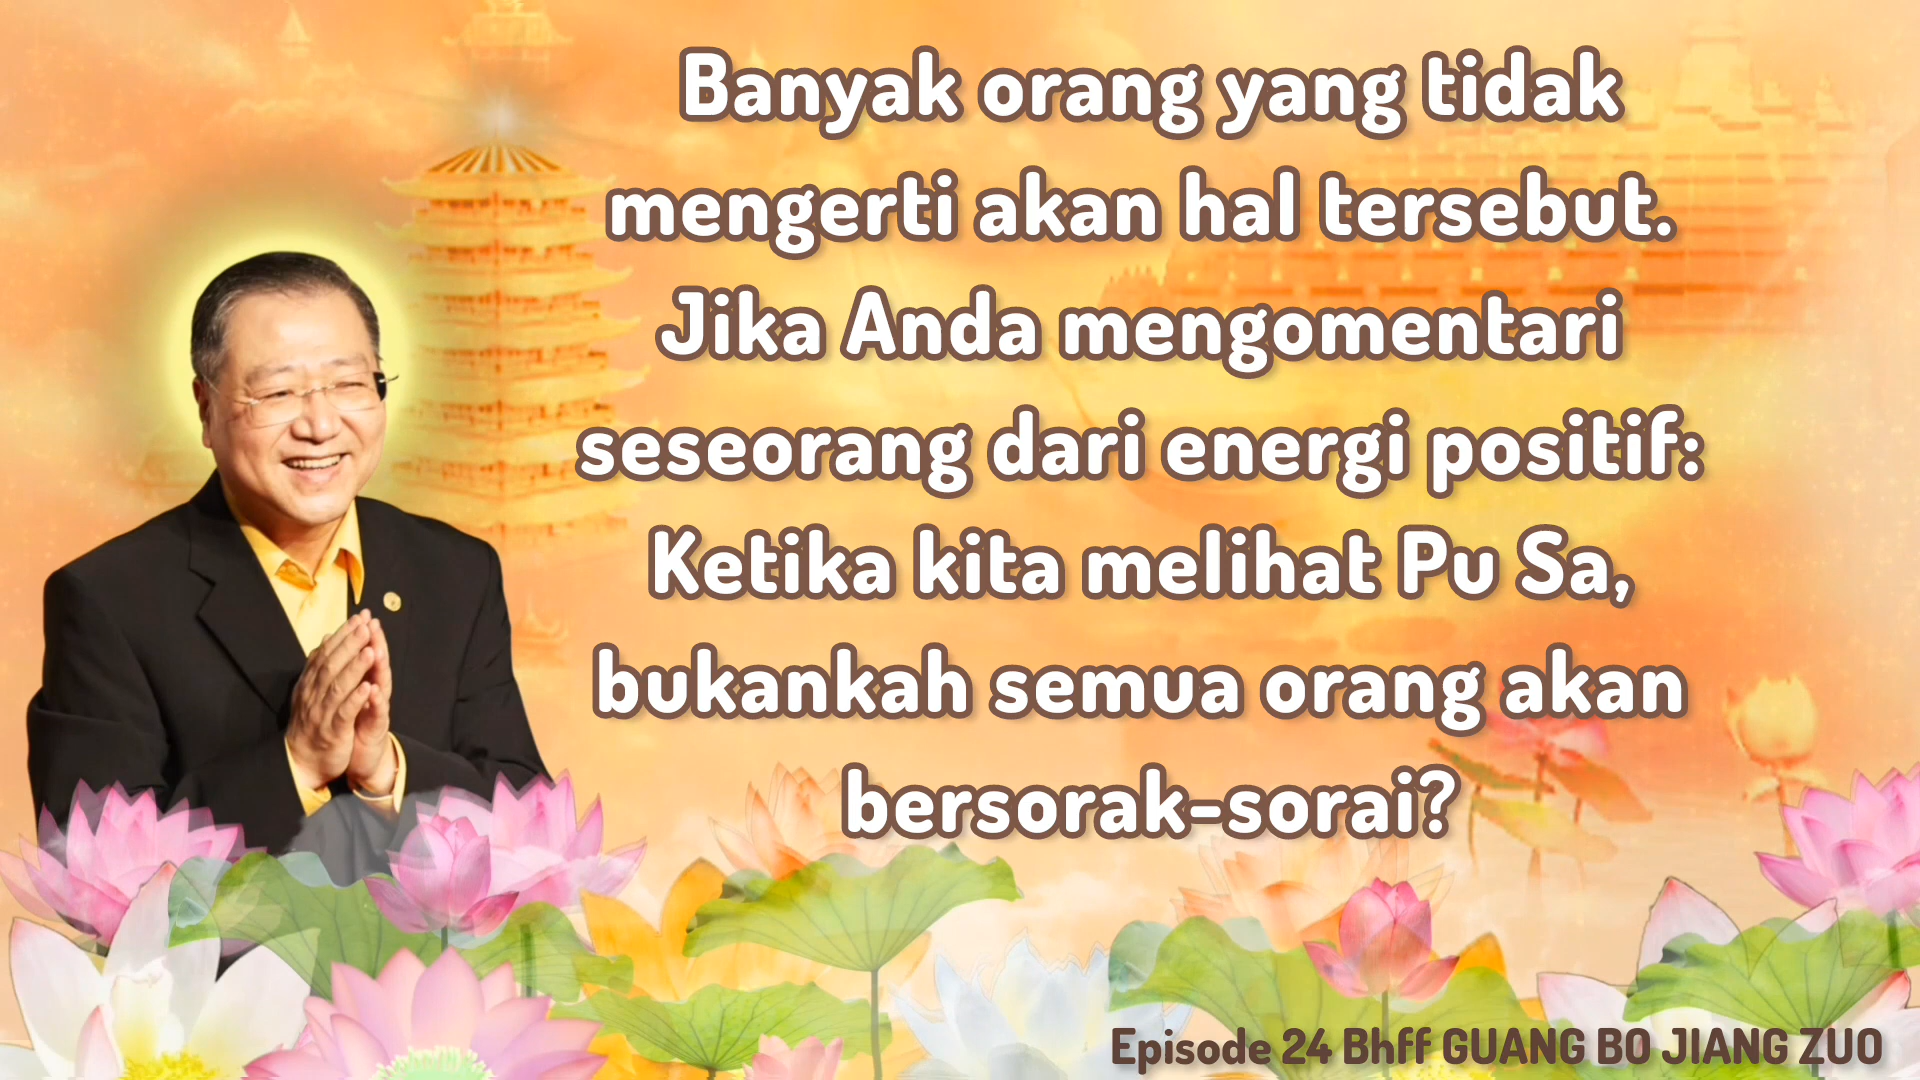 Banyak orang yang tidak
mengerti akan hal tersebut.
Jika Anda mengomentari
seseorang dari energi positif:
Ketika kita melihat Pu Sa,
bukankah semua orang akan
bersorak-sorai?
Episode 24 Bhff GUANG BO JIANG ZUO